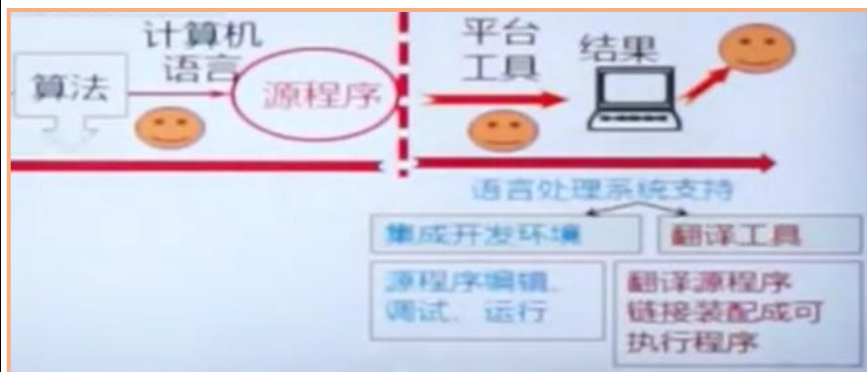 计算机
语言
算法
源程序
平台
工具
结果
语言处理系统支持
集成开发环境
翻译工具
源程序编辑、
调试、运行
翻译源程序
链接装配成可
执行程序